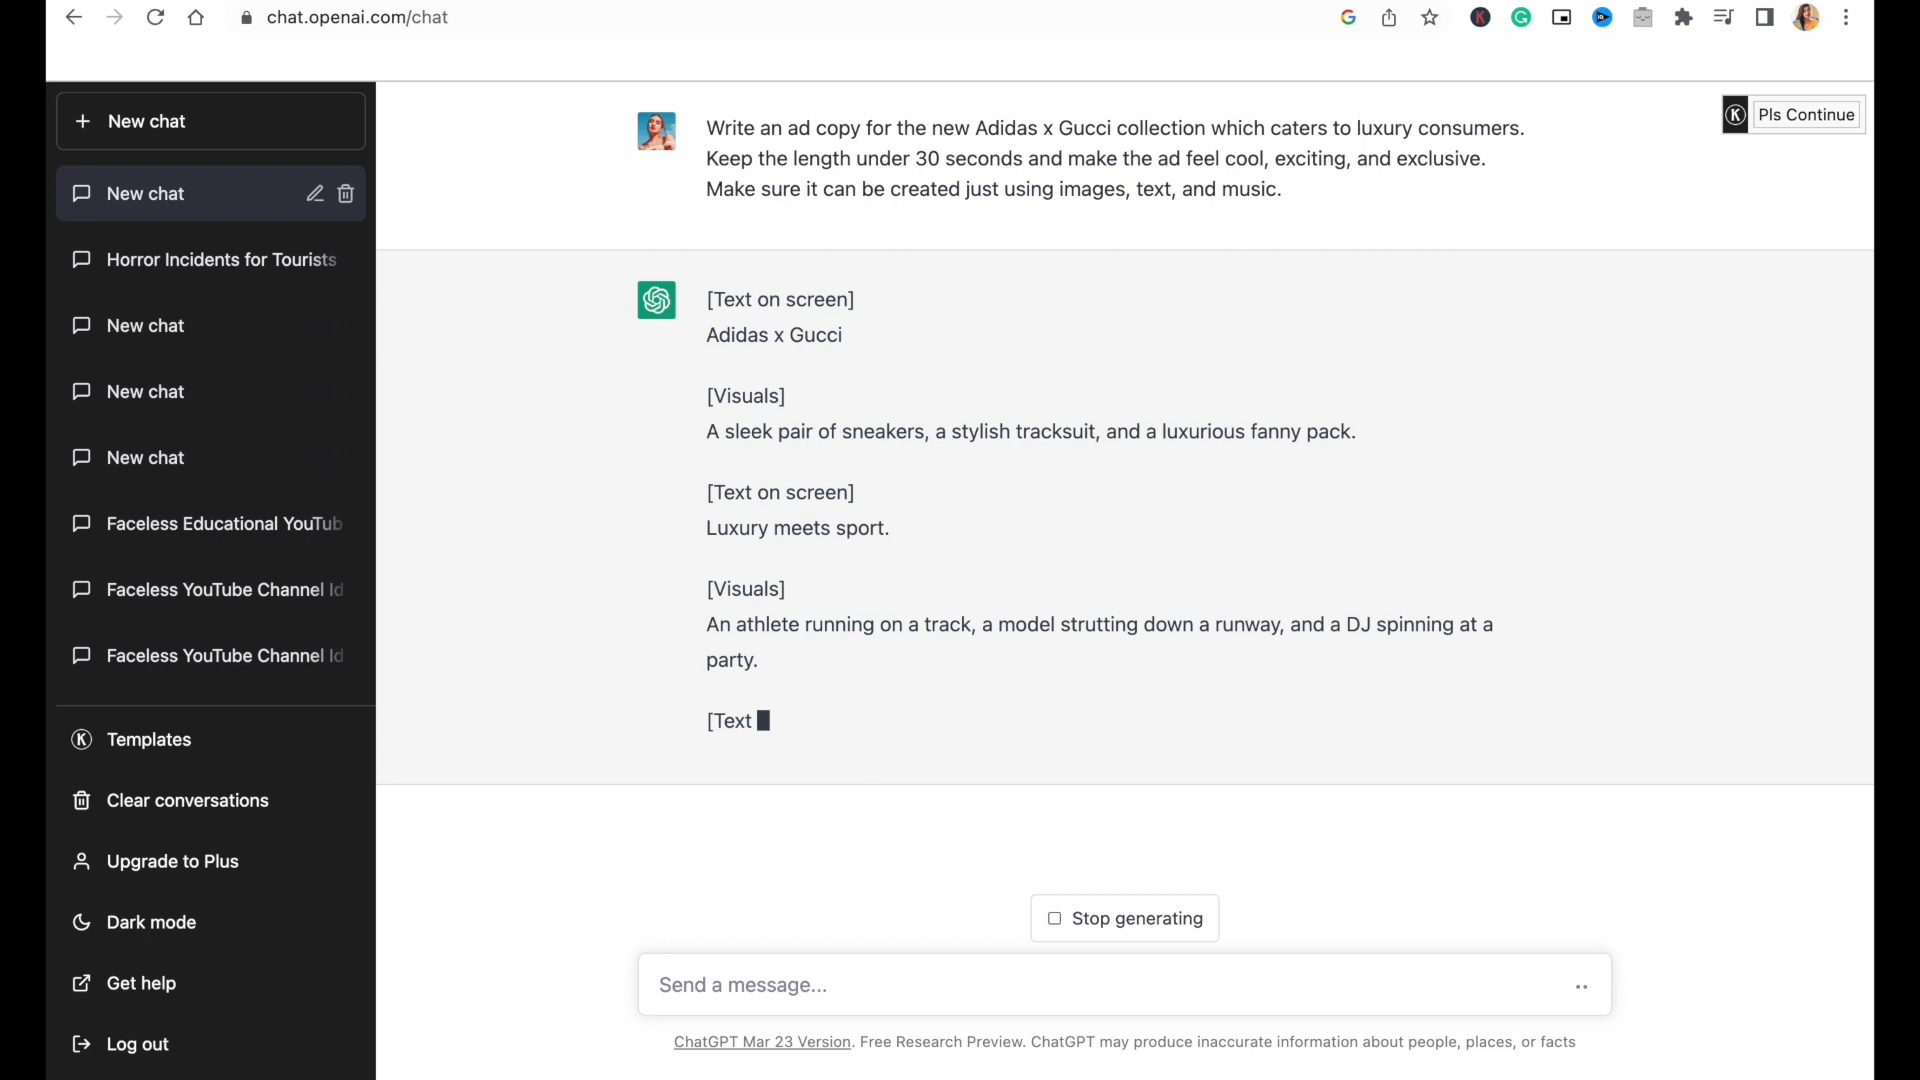 chat.openai.com/chat
New chat
New chat
Horror Incidents for Tourists
New chat
New chat
New chat
Faceless Educational YouTub
Faceless YouTube Channel Id
Faceless YouTube Channel Id
Templates
Clear conversations
Upgrade to Plus
Dark mode
Get help
Log out
Pls Continue
Write an ad copy for the new Adidas x Gucci collection which caters to luxury consumers.
Keep the length under 30 seconds and make the ad feel cool, exciting, and exclusive.
Make sure it can be created just using images, text, and music.
[Text on screen]
Adidas x Gucci
[Visuals]
A sleek pair of sneakers, a stylish tracksuit, and a luxurious fanny pack.
[Text on screen]
Luxury meets sport.
[Visuals]
An athlete running on a track, a model strutting down a runway, and a DJ spinning at a
party.
[Text
Stop generating
Send a message...
ChatGPT Mar 23 Version. Free Research Preview. ChatGPT may produce inaccurate information about people, places, or facts